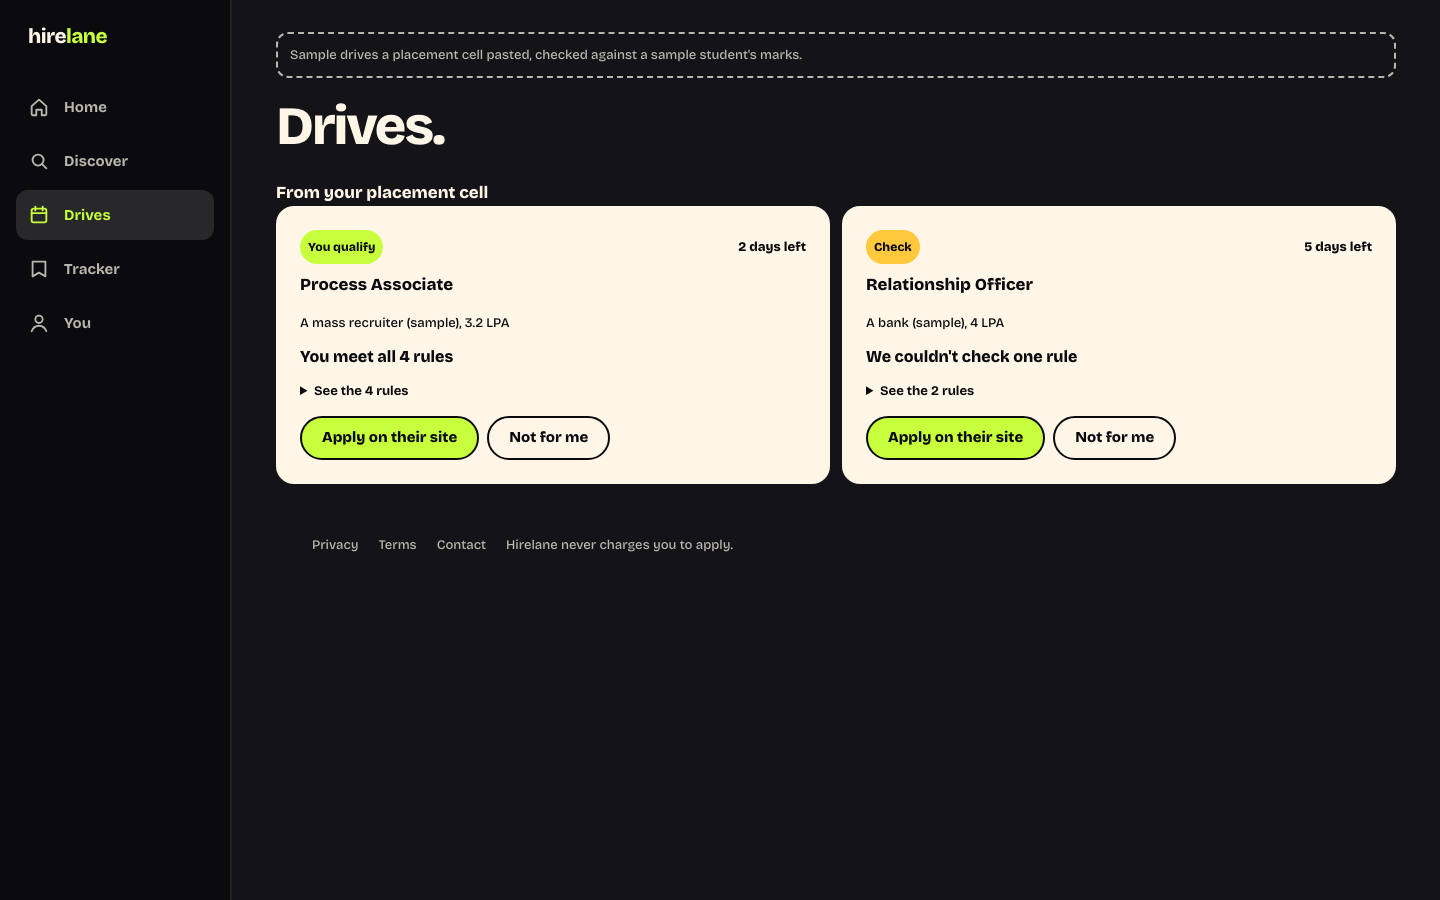 hirelane
Home
Discover
Drives
Tracker
You
Sample drives a placement cell pasted, checked against a sample student's marks.
Drives.
From your placement cell
You qualify
2 days left
Process Associate
A mass recruiter (sample), 3.2 LPA
You meet all 4 rules
See the 4 rules
Apply on their site
Not for me
Check
5 days left
Relationship Officer
A bank (sample), 4 LPA
We couldn't check one rule
See the 2 rules
Apply on their site
Not for me
Privacy
Terms
Contact
Hirelane never charges you to apply.